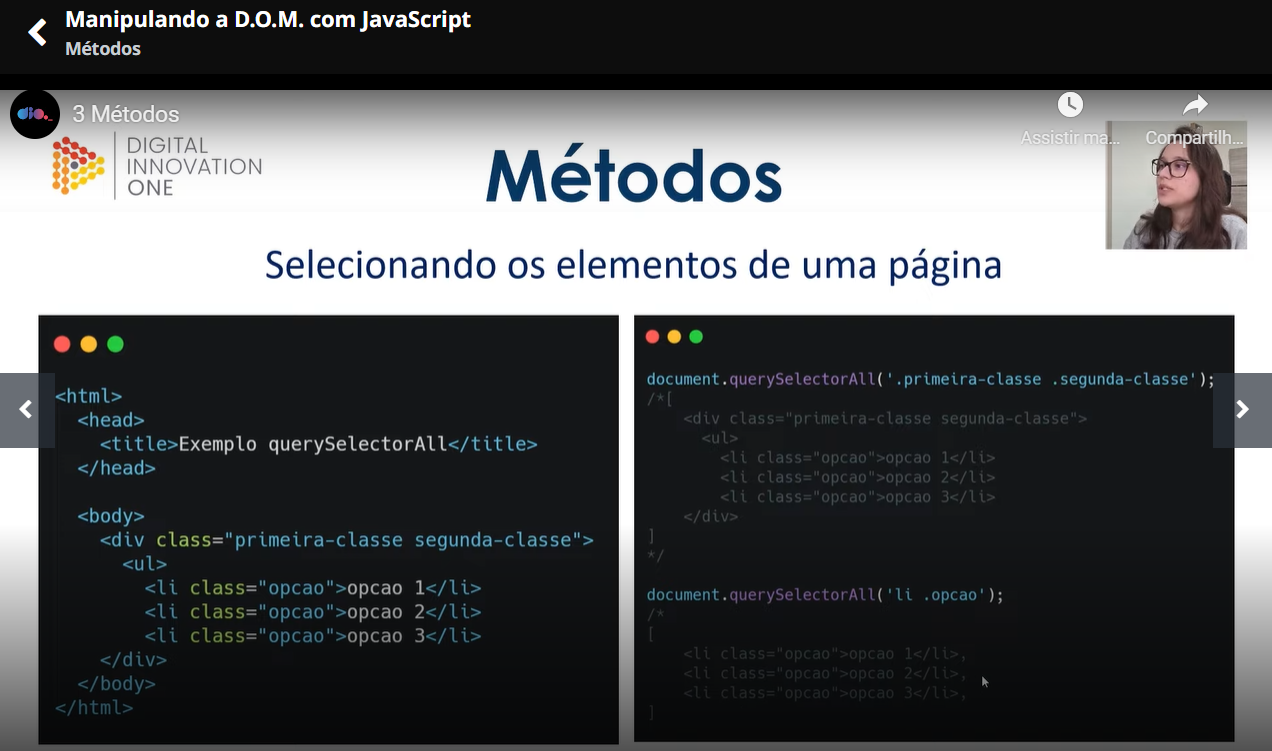 Manipulando a D.O.M. com JavaScript
Métodos
dio.
3 Métodos
Assistir ma...
Compartilh...
DIGITAL
INNOVATION
ONE
Métodos
Selecionando os elementos de uma página
<html>
<head>
<title>Exemplo querySelectorAll</title>
</head>
<body>
<div class="primeira-classe segunda-classe">
<ul>
<li class="opcao">opcao 1</li>
<li class="opcao">opcao 2</li>
<li class="opcao">opcao 3</li>
</div>
</body>
</html>
document.querySelectorAll('.primeira-classe .segunda-classe');
/*[
<div class="primeira-classe segunda-classe">
<ul>
<li class="opcao">opcao 1</li>
<li class="opcao">opcao 2</li>
<li class="opcao">opcao 3</li>
</div>
]
*/
document.querySelectorAll('li .opcao');
/*
[
<li class="opcao">opcao 1</li>,
<li class="opcao">opcao 2</li>,
<li class="opcao">opcao 3</li>,
]